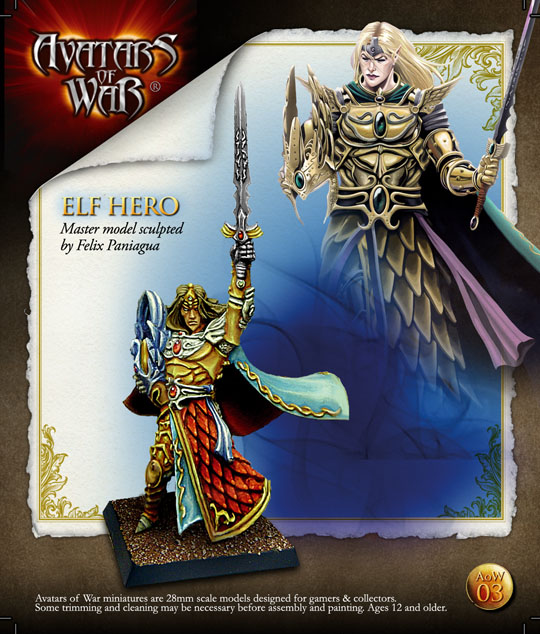 AVATARS
OF
WAR®
ELF HERO
Master model sculpted
by Felix Paniagua
Avatars of War miniatures are 28mm scale models designed for gamers & collectors.
Some trimming and cleaning may be necessary before assembly and painting. Ages 12 and older.
AoW
03